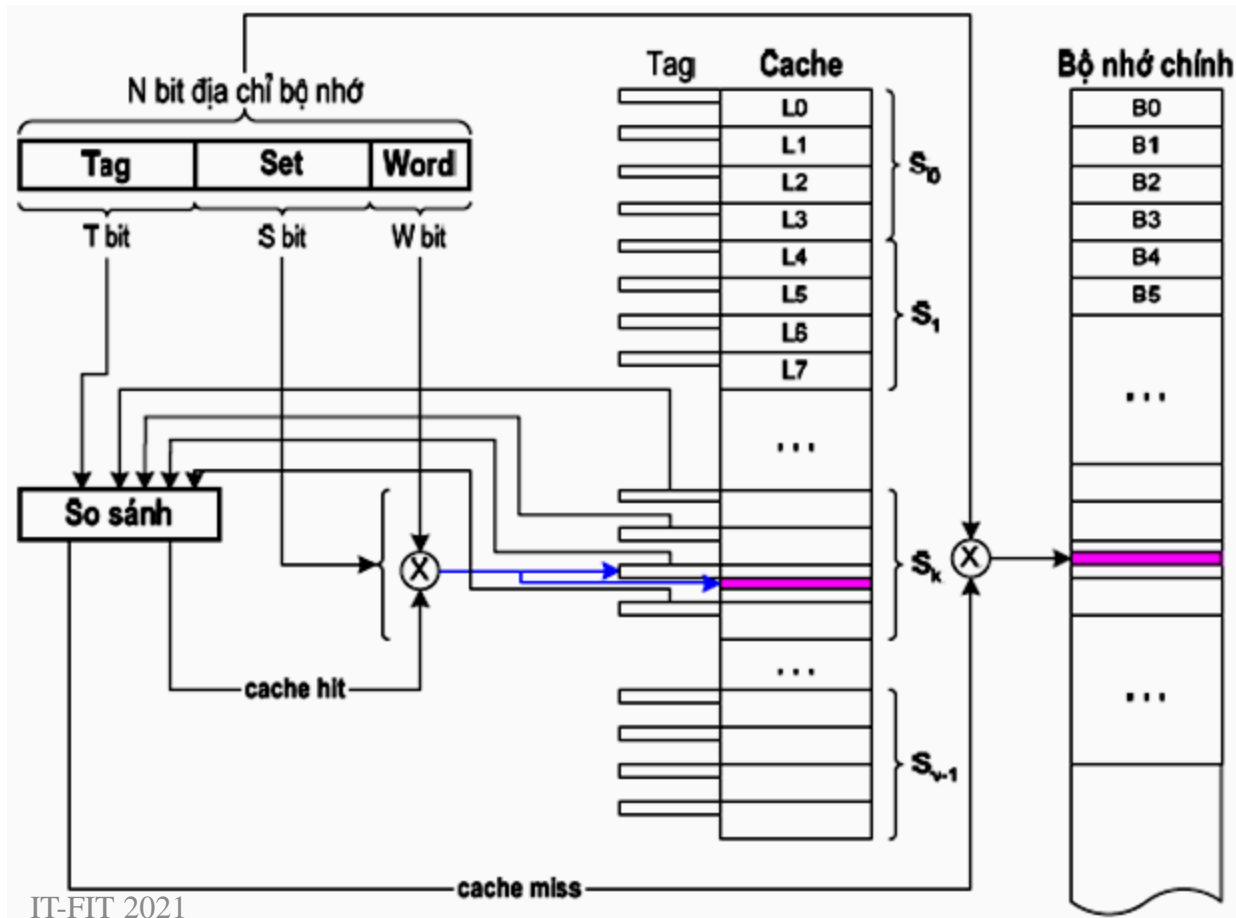 N bit địa chỉ bộ nhớ
Tag Set Word
T bit S bit W bit
So sánh
cache hit
cache miss
Tag Cache
L0
L1
L2
L3
L4
L5
L6
L7
...
...
S0
S1
Sk
Sv-1
X
X
Bộ nhớ chính
B0
B1
B2
B3
B4
B5
...
...
IT-FIT 2021